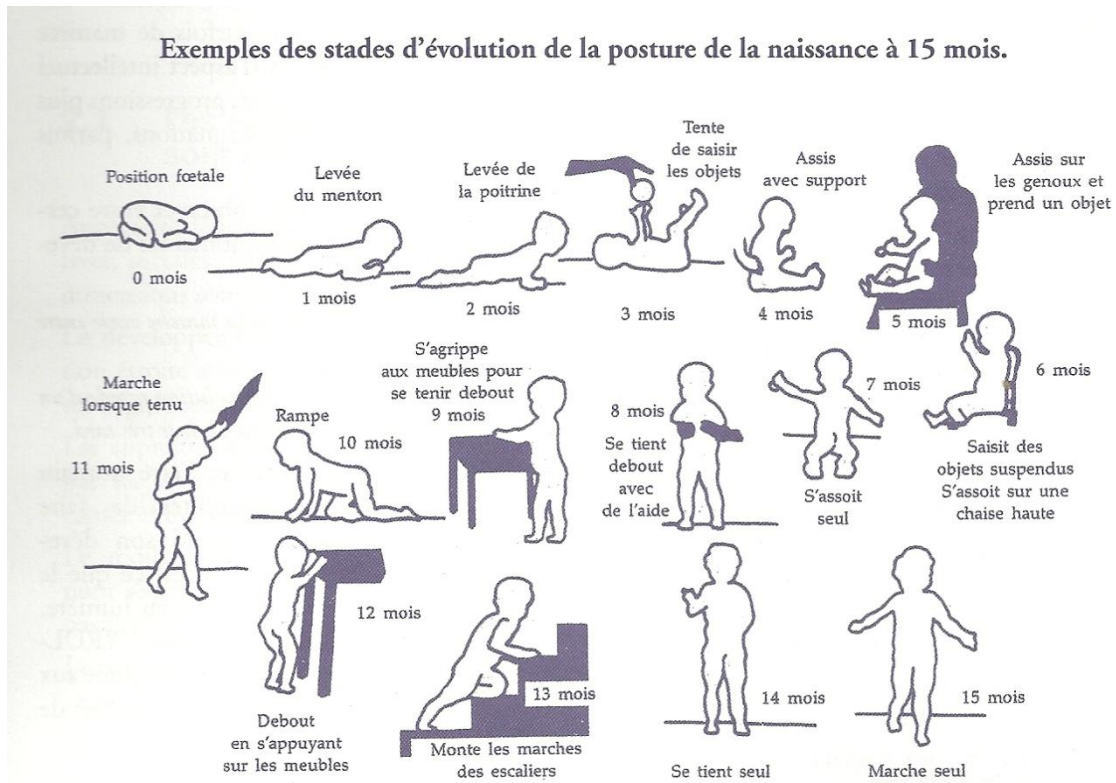 Exemples des stades d'évolution de la posture de la naissance à 15 mois.
Position fœtale
0 mois
Levée
du menton
1 mois
Levée de
la poitrine
2 mois
Tente
de saisir
les objets
3 mois
Assis
avec support
4 mois
Assis sur
les genoux et
prend un objet
5 mois
6 mois
Saisit des
objets suspendus
S'assoit sur une
chaise haute
7 mois
S'assoit
seul
8 mois
Se tient
debout
avec
de l'aide
S'agrippe
aux meubles pour
se tenir debout
9 mois
Rampe
10 mois
Marche
lorsque tenu
11 mois
12 mois
Debout
en s'appuyant
sur les meubles
13 mois
Monte les marches
des escaliers
14 mois
Se tient seul
15 mois
Marche seul